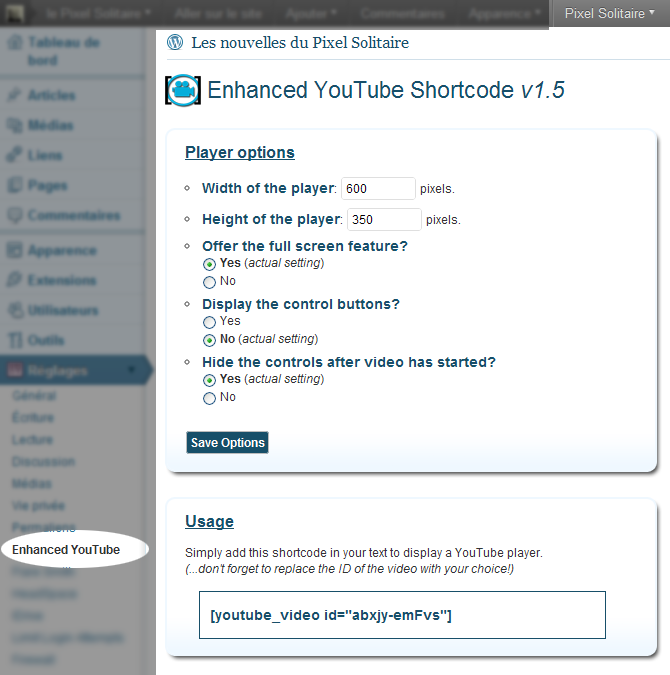 le Pixel Solitaire Aller sur le site Ajouter Commentaires Apparence Pixel Solitaire
Tableau de
bord
Articles
Médias
Liens
Pages
Commentaires
Apparence
Extensions
Utilisateurs
Outils
Réglages
Général
Écriture
Lecture
Discussion
Médias
Vie privée
Permaliens
Enhanced YouTube
Limit Login Attempts
Firewall
Les nouvelles du Pixel Solitaire
Enhanced YouTube Shortcode v1.5
Player options
Width of the player: 600 pixels.
Height of the player: 350 pixels.
Offer the full screen feature?
Yes (actual setting)
No
Display the control buttons?
Yes
No (actual setting)
Hide the controls after video has started?
Yes (actual setting)
No
Save Options
Usage
Simply add this shortcode in your text to display a YouTube player.
(...don't forget to replace the ID of the video with your choice!)
[youtube_video id="abxjy-emFvs"]